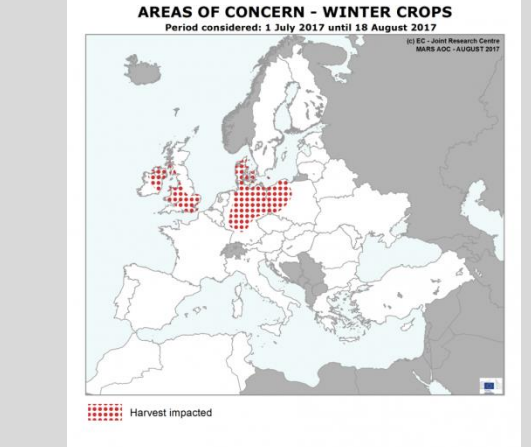 AREAS OF CONCERN - WINTER CROPS
Period considered: 1 July 2017 until 18 August 2017
(c) EC - Joint Research Centre
MARS AOC - AUGUST 2017
Harvest impacted